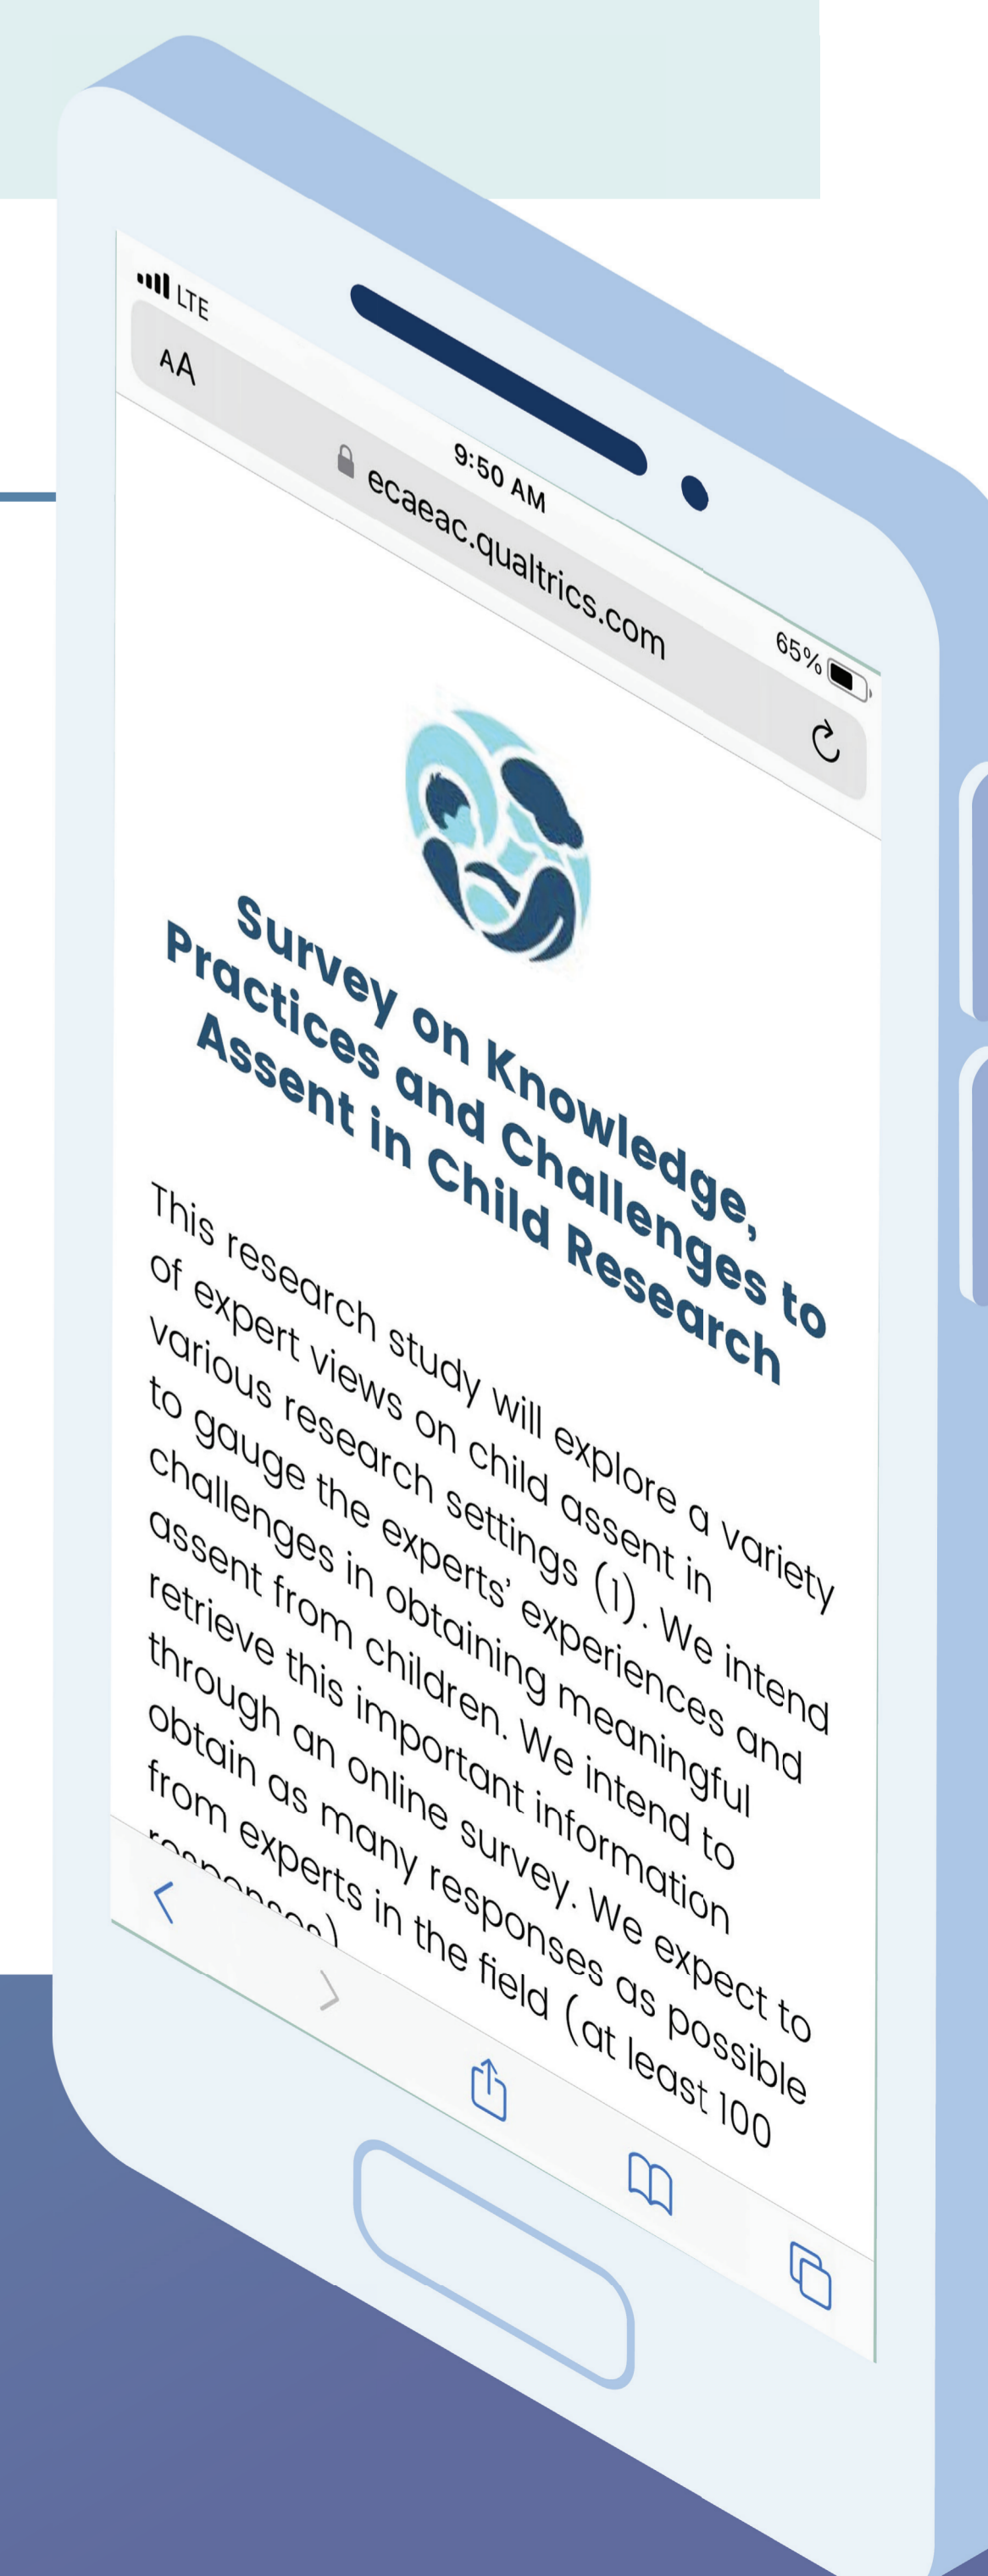 LTE
9:50 AM
65%
AA
ecaeac.qualtrics.com
Survey on Knowledge,
Practices and Challenges to
Assent in Child Research
This research study will explore a variety
of expert views on child assent in
various research settings (1). We intend
to gauge the experts’ experiences and
challenges in obtaining meaningful
assent from children. We intend to
retrieve this important information
through an online survey. We expect to
obtain as many responses as possible
from experts in the field (at least 100
responses)